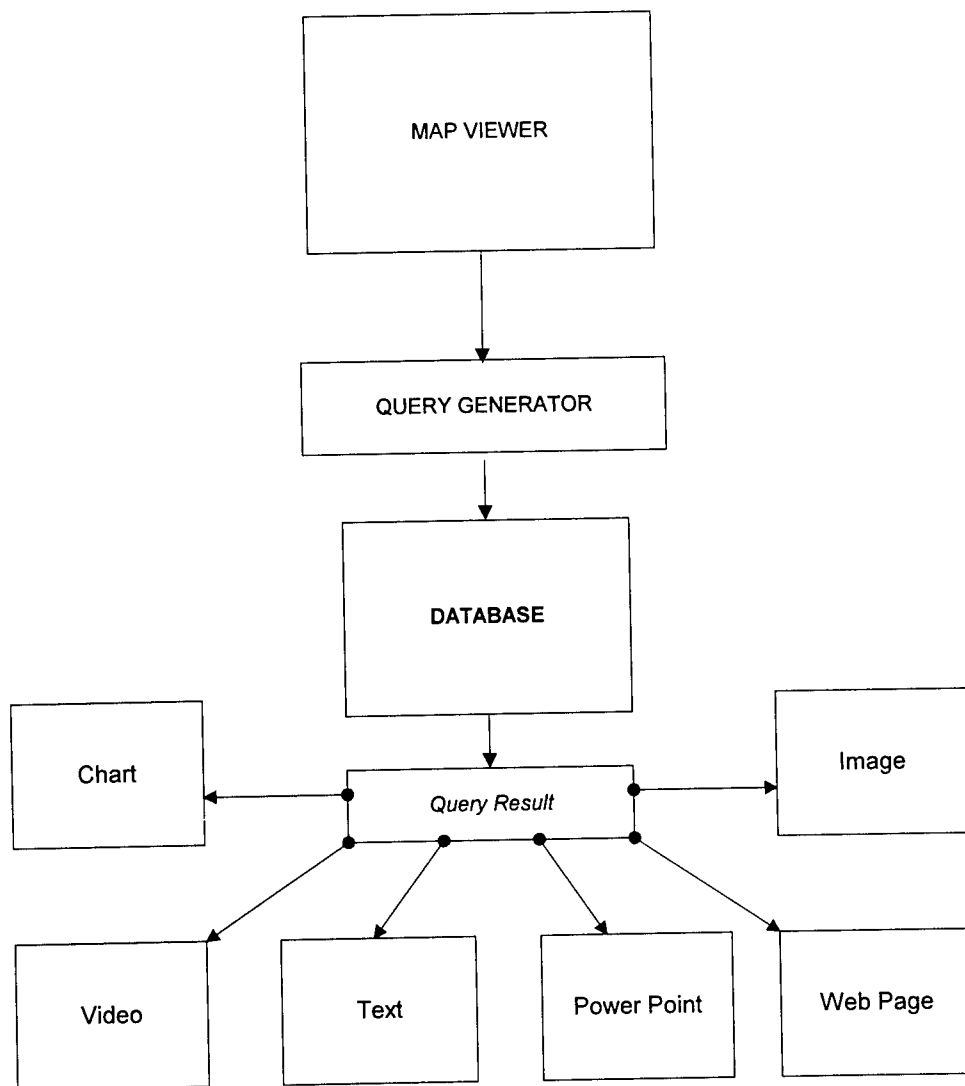 MAP VIEWER
QUERY GENERATOR
DATABASE
Chart
Image
Query Result
Video
Text
Power Point
Web Page